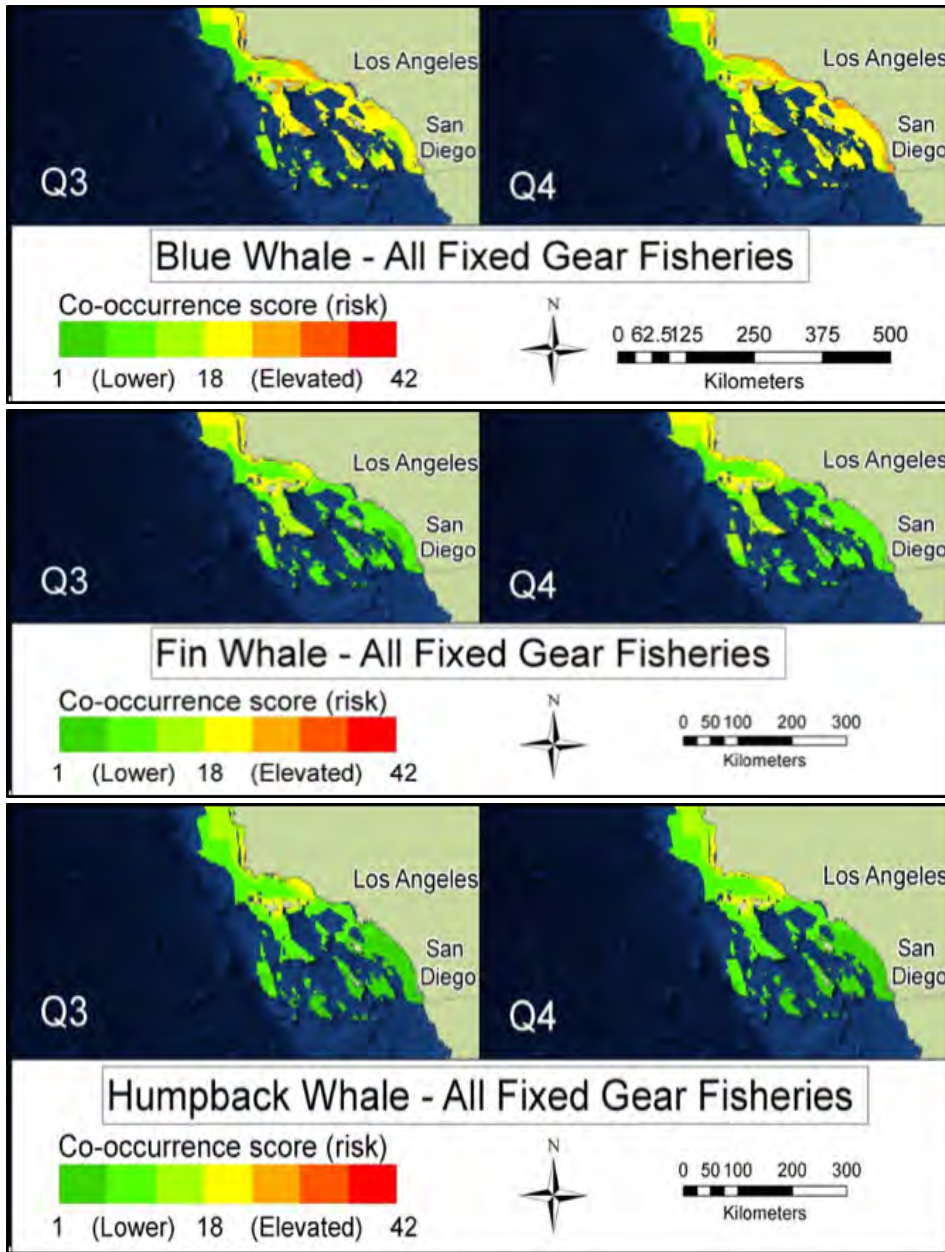 Los Angeles
San
Diego
Q3
Los Angeles
San
Diego
Q4
Blue Whale - All Fixed Gear Fisheries
Co-occurrence score (risk)
1 (Lower) 18 (Elevated) 42
N
0 62.5125 250 375 500
Kilometers
Los Angeles
San
Diego
Q3
Los Angeles
San
Diego
Q4
Fin Whale - All Fixed Gear Fisheries
Co-occurrence score (risk)
1 (Lower) 18 (Elevated) 42
N
0 50 100 200 300
Kilometers
Los Angeles
San
Diego
Q3
Los Angeles
San
Diego
Q4
Humpback Whale - All Fixed Gear Fisheries
Co-occurrence score (risk)
1 (Lower) 18 (Elevated) 42
N
0 50 100 200 300
Kilometers